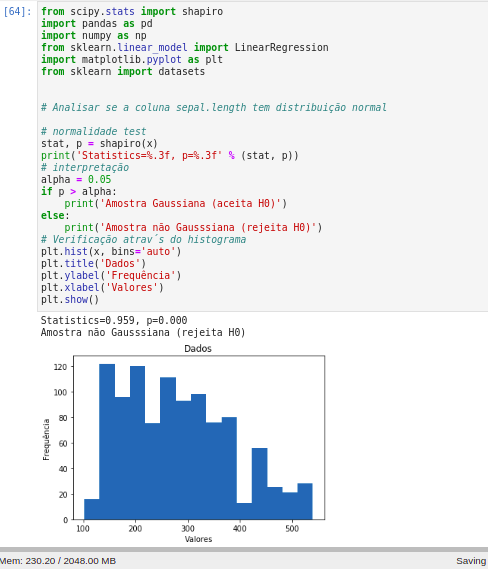 [64]: from scipy.stats import shapiro
import pandas as pd
import numpy as np
from sklearn.linear_model import LinearRegression
import matplotlib.pyplot as plt
from sklearn import datasets
# Analisar se a coluna sepal.length tem distribuição normal
# normalidade test
stat, p = shapiro(x)
print('Statistics=%.3f, p=%.3f' % (stat, p))
# interpretação
alpha = 0.05
if p > alpha:
    print('Amostra Gaussiana (aceita H0)')
else:
    print('Amostra não Gausssiana (rejeita H0)')
# Verificação atrav´s do histograma
plt.hist(x, bins='auto')
plt.title('Dados')
plt.ylabel('Frequência')
plt.xlabel('Valores')
plt.show()
Statistics=0.959, p=0.000
Amostra não Gausssiana (rejeita H0)
Dados
Frequência
120
100
80
60
40
20
0
100 200 300 400 500
Valores
Mem: 230.20 / 2048.00 MB
Saving